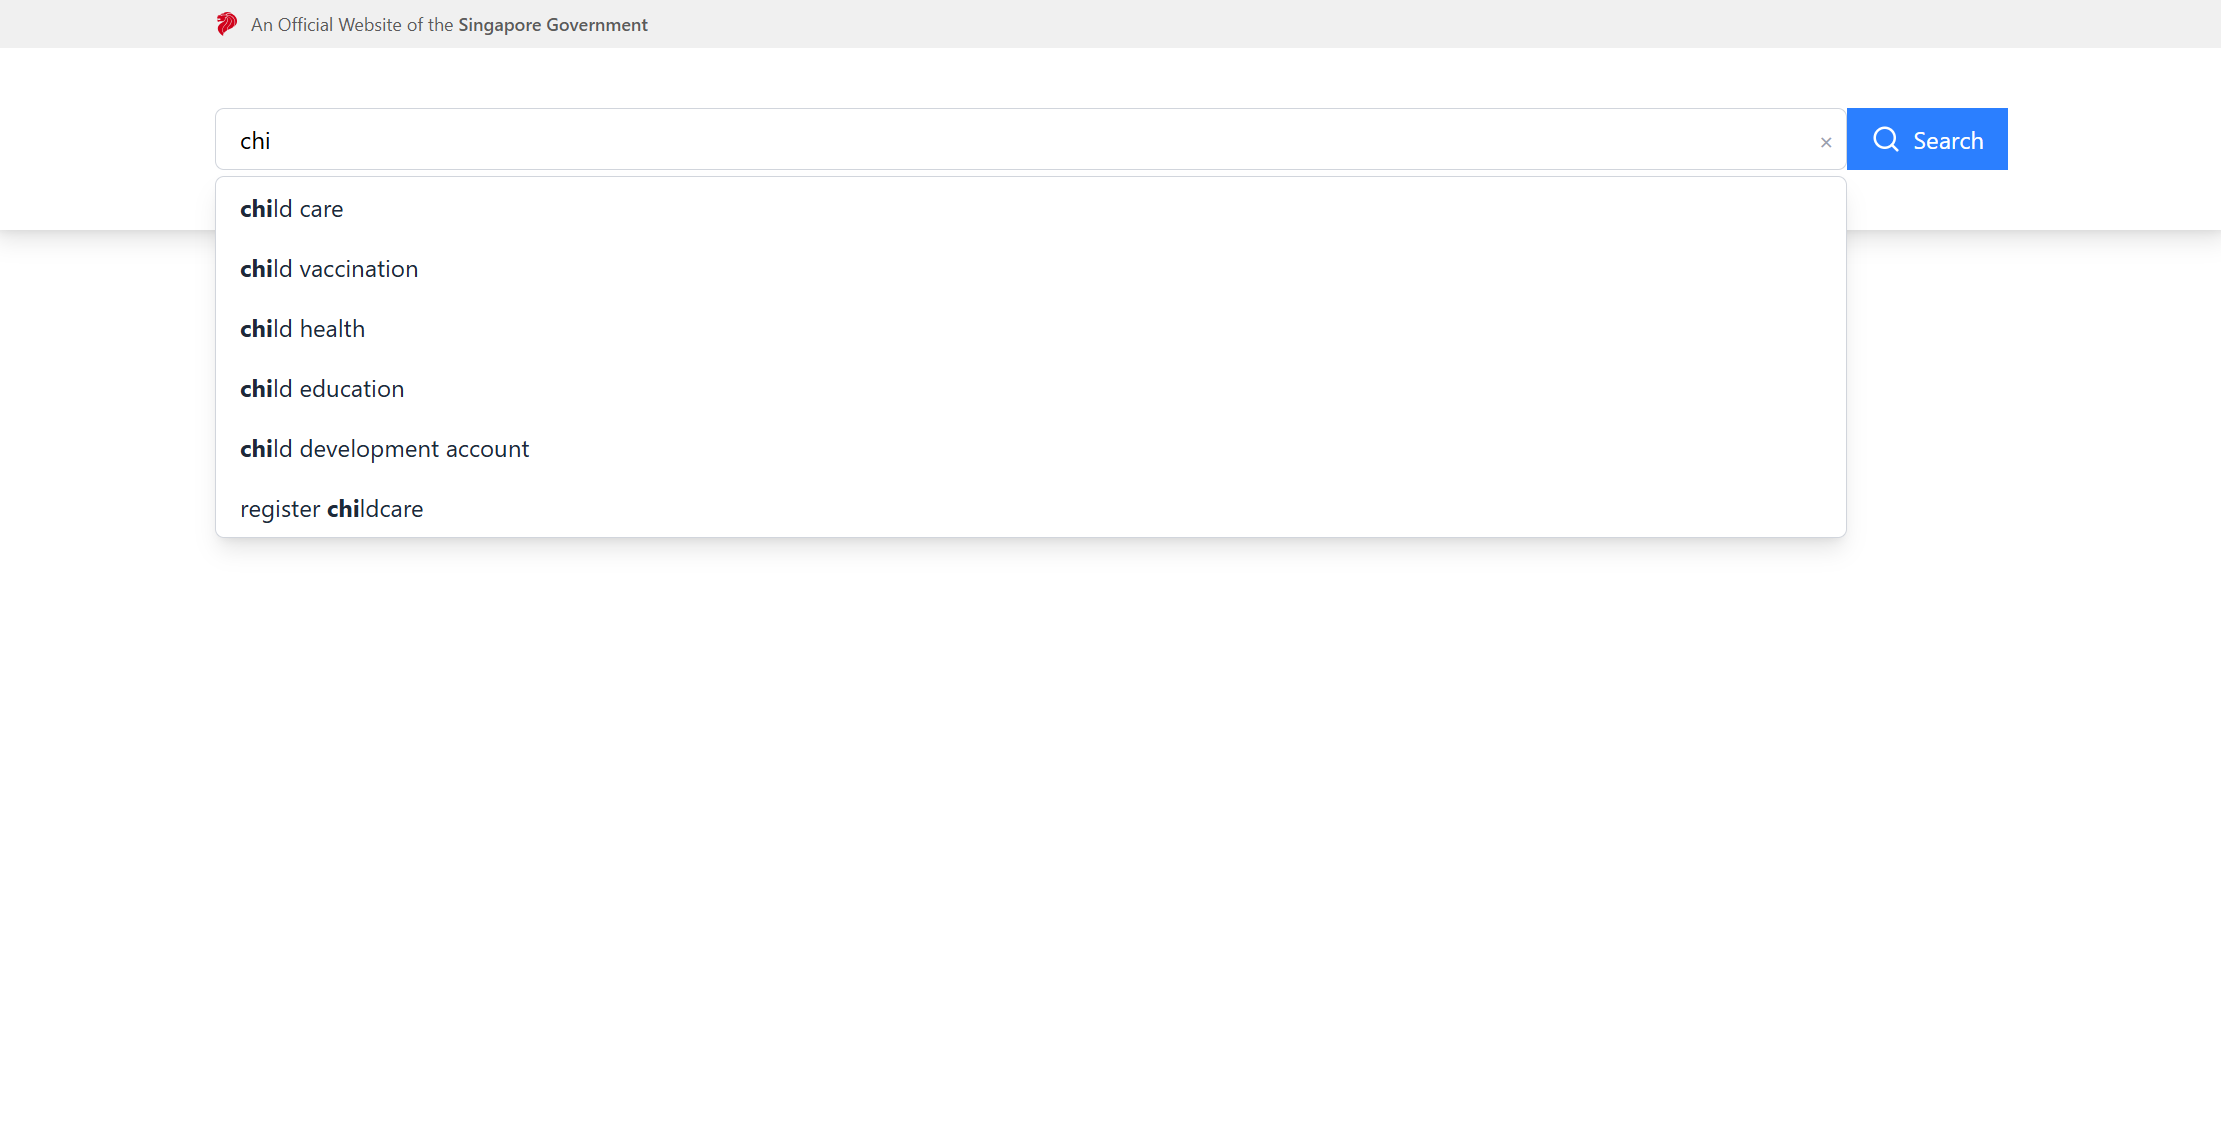 An Official Website of the Singapore Government
chi
× Search
child care
child vaccination
child health
child education
child development account
register childcare